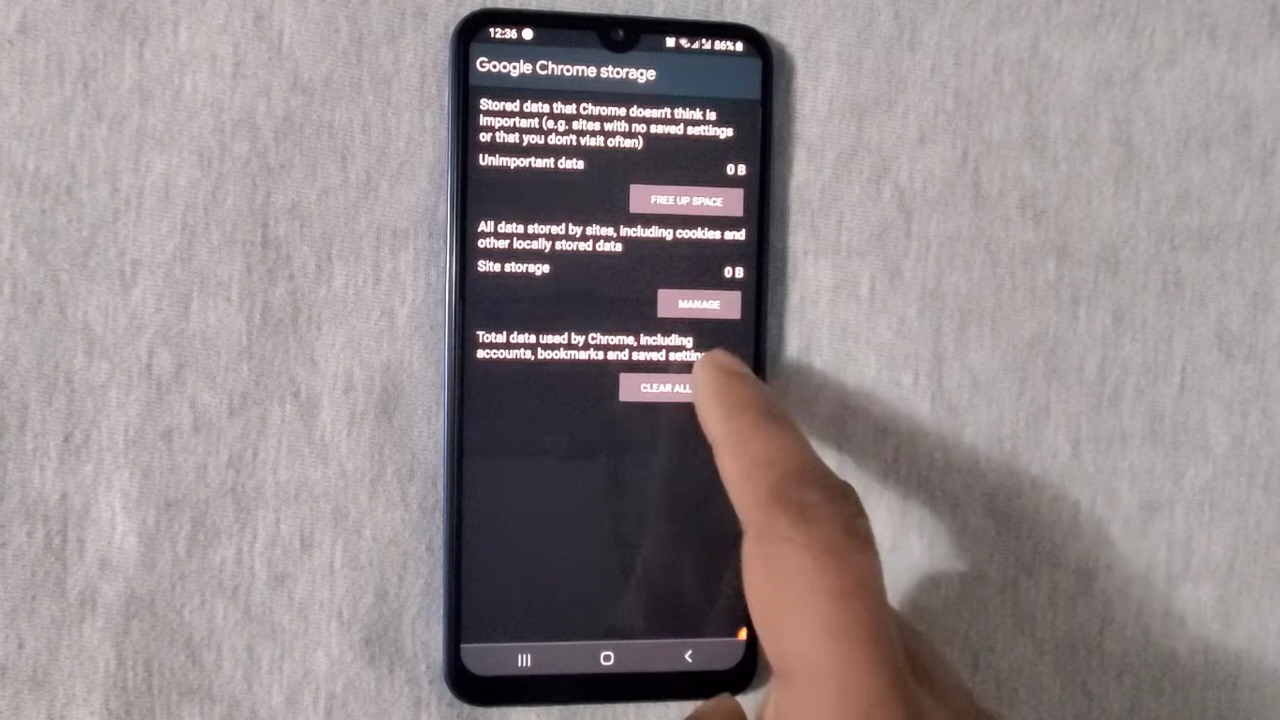 12:36
86%
Google Chrome storage
Stored data that Chrome doesn't think is
important (e.g. sites with no saved settings
or that you don't visit often)
Unimportant data 0 B
FREE UP SPACE
All data stored by sites, including cookies and
other locally stored data
Site storage 0 B
MANAGE
Total data used by Chrome, including
accounts, bookmarks and saved
CLEAR ALL